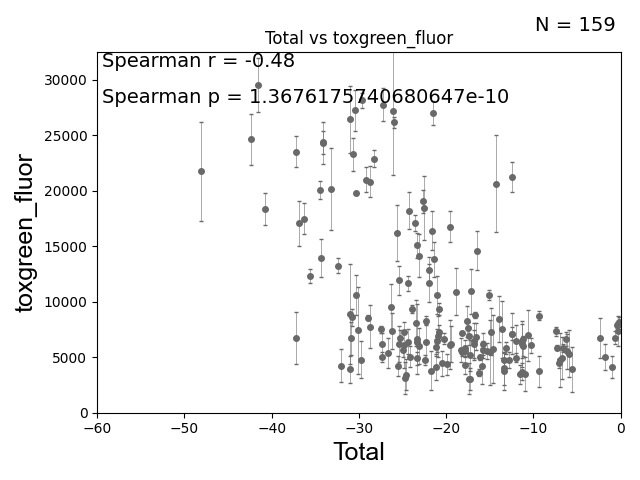 N = 159
Total vs toxgreen_fluor
Spearman r = -0.48
Spearman p = 1.3676175740680647e-10
toxgreen_fluor
30000
25000
20000
15000
10000
5000
0
−60 −50 −40 −30 −20 −10 0
Total